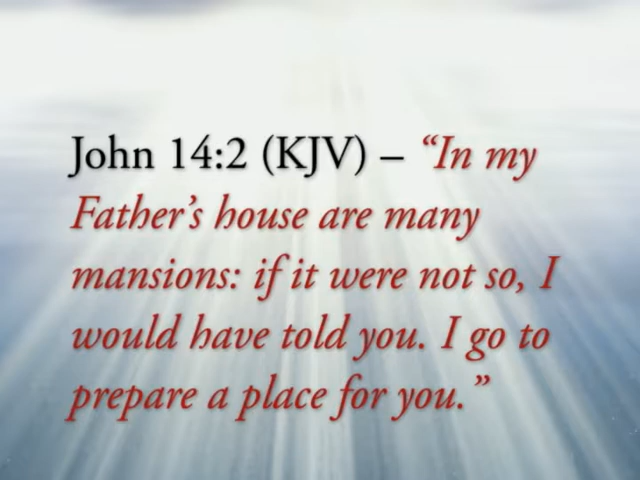 John 14:2 (KJV) – “In my
Father’s house are many
mansions: if it were not so, I
would have told you. I go to
prepare a place for you.”